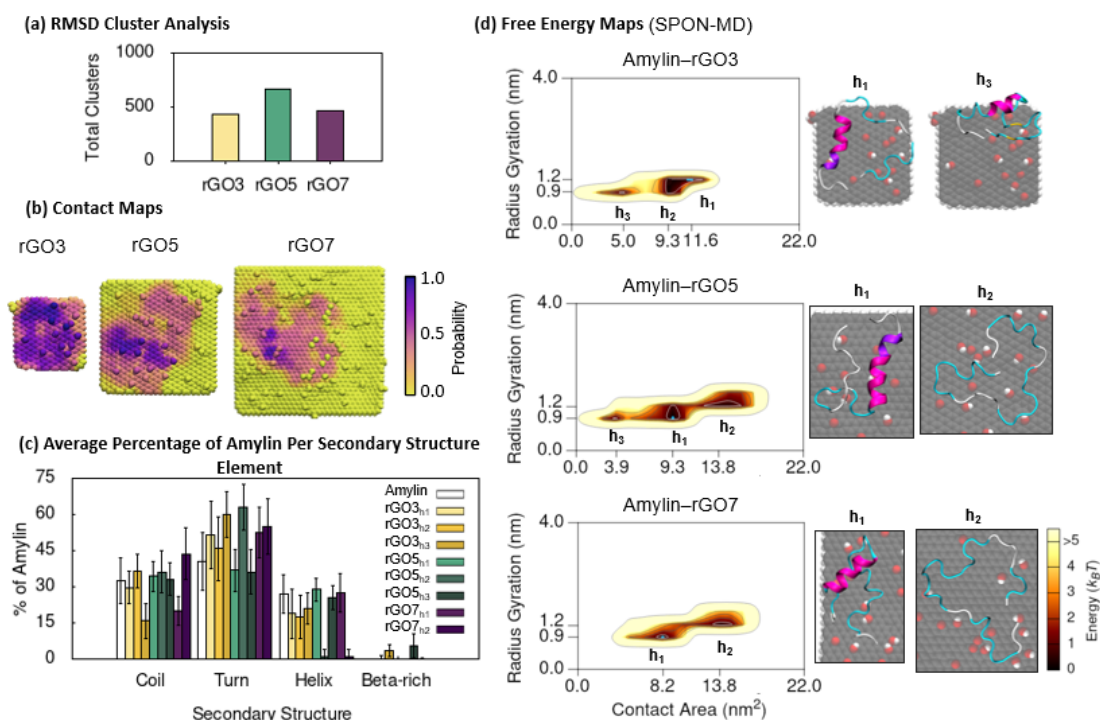 (a) RMSD Cluster Analysis
1000
500
0
Total Clusters
rGO3 rGO5 rGO7
(b) Contact Maps
rGO3 rGO5 rGO7
1.0
0.5
0.0
Probability
(c) Average Percentage of Amylin Per Secondary Structure
Element
75
60
45
30
15
0
% of Amylin
Amylin
rGO3h1
rGO3h2
rGO3h3
rGO5h1
rGO5h2
rGO5h3
rGO7h1
rGO7h2
Coil Turn Helix Beta-rich
Secondary Structure
(d) Free Energy Maps (SPON-MD)
Amylin–rGO3
4.0
1.2
0.9
0.0
Radius Gyration (nm)
h3 h2 h1
0.0 5.0 9.3 11.6 22.0
h1 h3
Amylin–rGO5
4.0
1.2
0.9
0.0
Radius Gyration (nm)
h3 h1 h2
0.0 3.9 9.3 13.8 22.0
h1 h2
Amylin–rGO7
4.0
1.2
0.9
0.0
Radius Gyration (nm)
h1 h2
0.0 8.2 13.8 22.0
Contact Area (nm²)
h1 h2
>5
4
3
2
1
0
Energy (kBT)